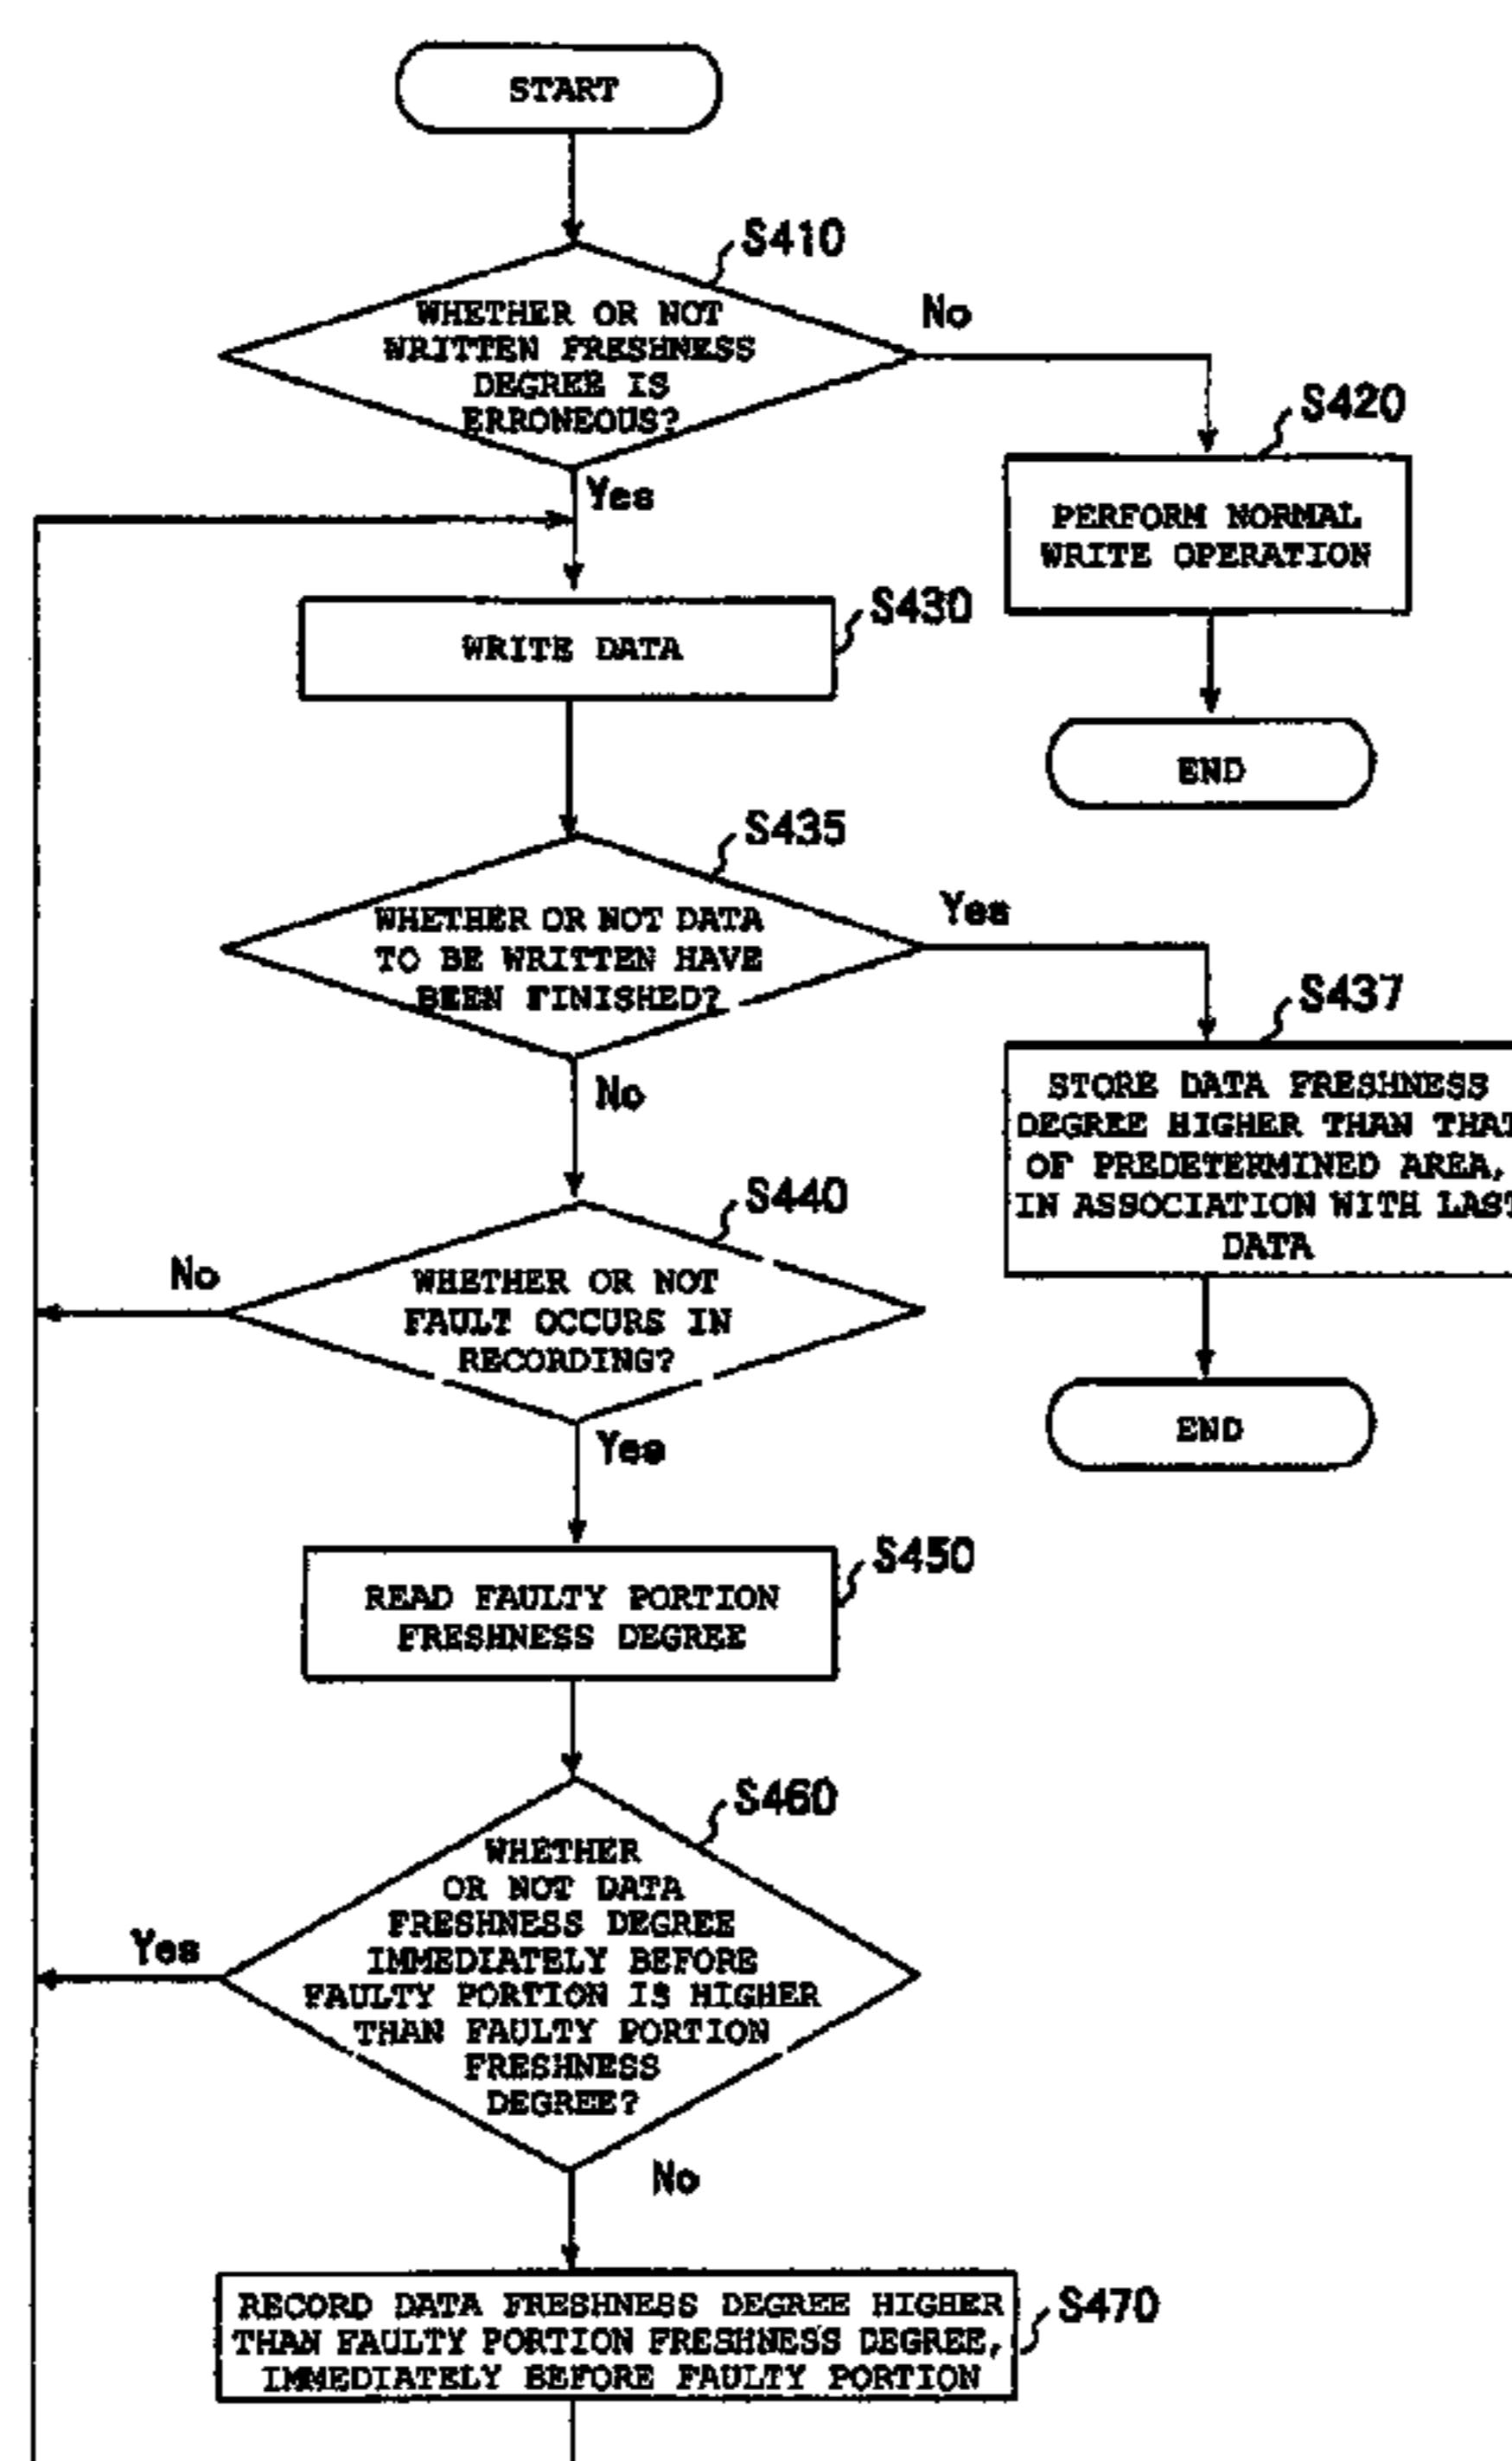 START
S410
WHETHER OR NOT
WRITTEN FRESHNESS
DEGREE IS
ERRONEOUS?
No
Yes
S420
PERFORM NORMAL
WRITE OPERATION
END
S430
WRITE DATA
S435
WHETHER OR NOT DATA
TO BE WRITTEN HAVE
BEEN FINISHED?
Yes
No
S437
STORE DATA FRESHNESS
DEGREE HIGHER THAN THAT
OF PREDETERMINED AREA,
IN ASSOCIATION WITH LAST
DATA
END
S440
WHETHER OR NOT
FAULT OCCURS IN
RECORDING?
No
Yes
S450
READ FAULTY PORTION
FRESHNESS DEGREE
S460
WHETHER
OR NOT DATA
FRESHNESS DEGREE
IMMEDIATELY BEFORE
FAULTY PORTION IS HIGHER
THAN FAULTY PORTION
FRESHNESS
DEGREE?
Yes
No
S470
RECORD DATA FRESHNESS DEGREE HIGHER
THAN FAULTY PORTION FRESHNESS DEGREE,
IMMEDIATELY BEFORE FAULTY PORTION